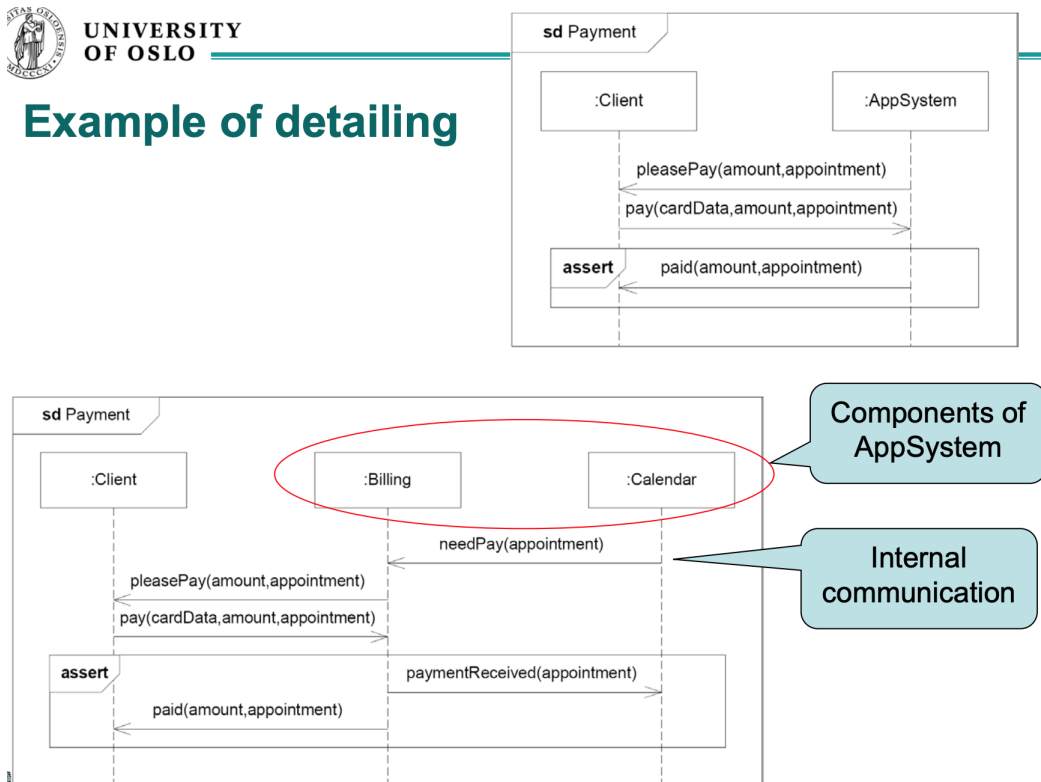 UNIVERSITY
OF OSLO
Example of detailing
sd Payment
:Client
:AppSystem
pleasePay(amount,appointment)
pay(cardData,amount,appointment)
assert
paid(amount,appointment)
sd Payment
:Client
:Billing
:Calendar
Components of
AppSystem
needPay(appointment)
Internal
communication
pleasePay(amount,appointment)
pay(cardData,amount,appointment)
assert
paymentReceived(appointment)
paid(amount,appointment)